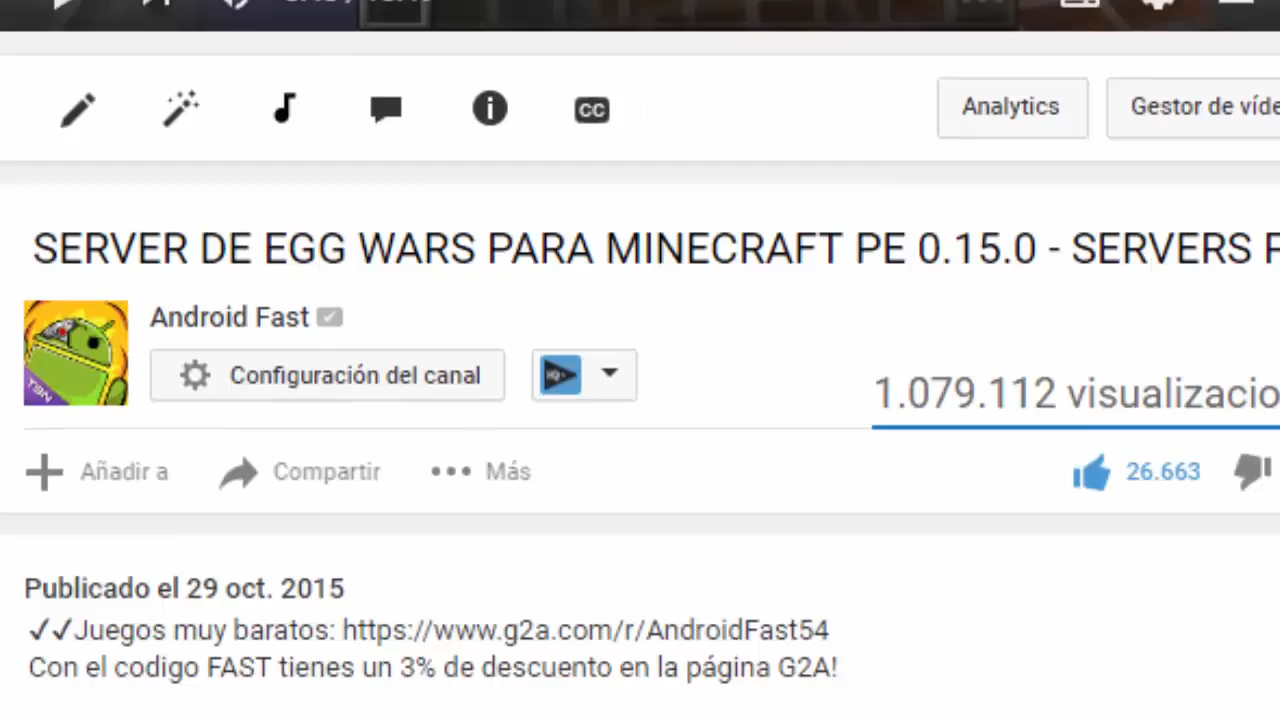 CC
Analytics
Gestor de
SERVER DE EGG WARS PARA MINECRAFT PE 0.15.0 - SERVERS
Android Fast
TGN
Configuración del canal
1.079.112 visualizacio
Añadir a
Compartir
Más
26.663
Publicado el 29 oct. 2015
✓✓Juegos muy baratos: https://www.g2a.com/r/AndroidFast54
Con el codigo FAST tienes un 3% de descuento en la página G2A!